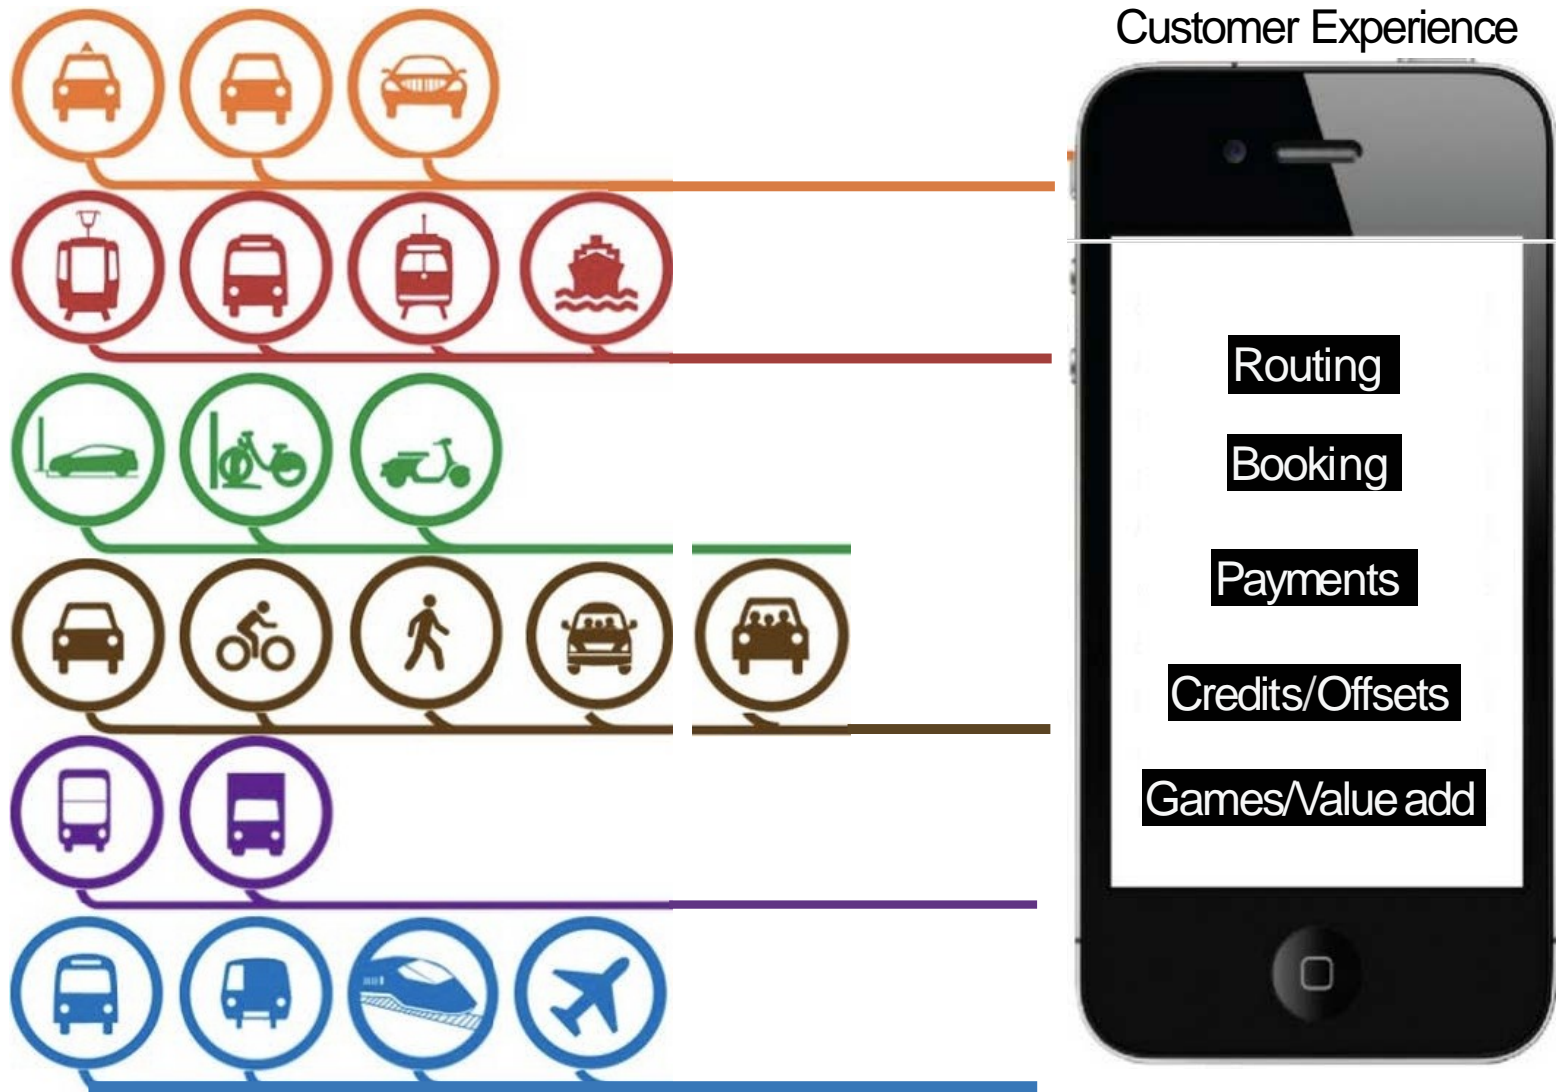 Customer Experience
Routing
Booking
Payments
Credits/Offsets
Games/Value add